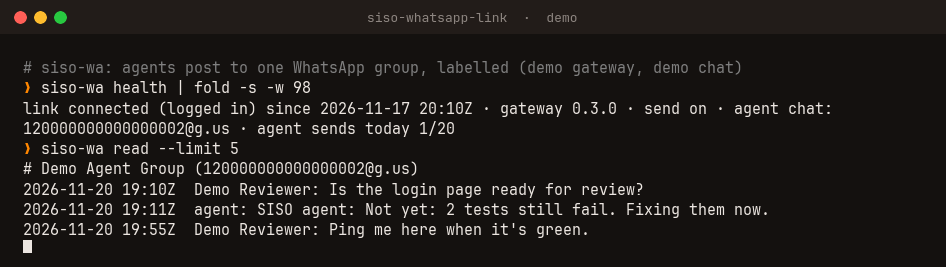 siso-whatsapp-link · demo
# siso-wa: agents post to one WhatsApp group, labelled (demo gateway, demo chat)
❯ siso-wa health | fold -s -w 98
link connected (logged in) since 2026-11-17 20:10Z · gateway 0.3.0 · send on · agent chat:
120000000000000002@g.us · agent sends today 1/20
❯ siso-wa read --limit 5
# Demo Agent Group (120000000000000002@g.us)
2026-11-20 19:10Z  Demo Reviewer: Is the login page ready for review?
2026-11-20 19:11Z  agent: SISO agent: Not yet: 2 tests still fail. Fixing them now.
2026-11-20 19:55Z  Demo Reviewer: Ping me here when it's green.